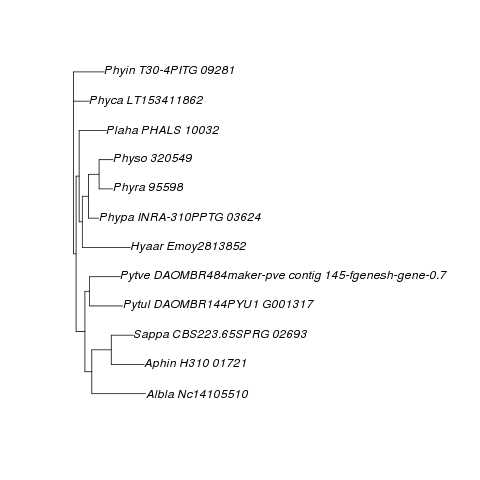 Phyin T30-4PITG 09281
Phyca LT153411862
Plaha PHALS 10032
Physo 320549
Phyra 95598
Phypa INRA-310PPTG 03624
Hyaar Emoy2813852
Pytve DAOMBR484maker-pve contig 145-fgenesh-gene-0.7
Pytul DAOMBR144PYU1 G001317
Sappa CBS223.65SPRG 02693
Aphin H310 01721
Albla Nc14105510